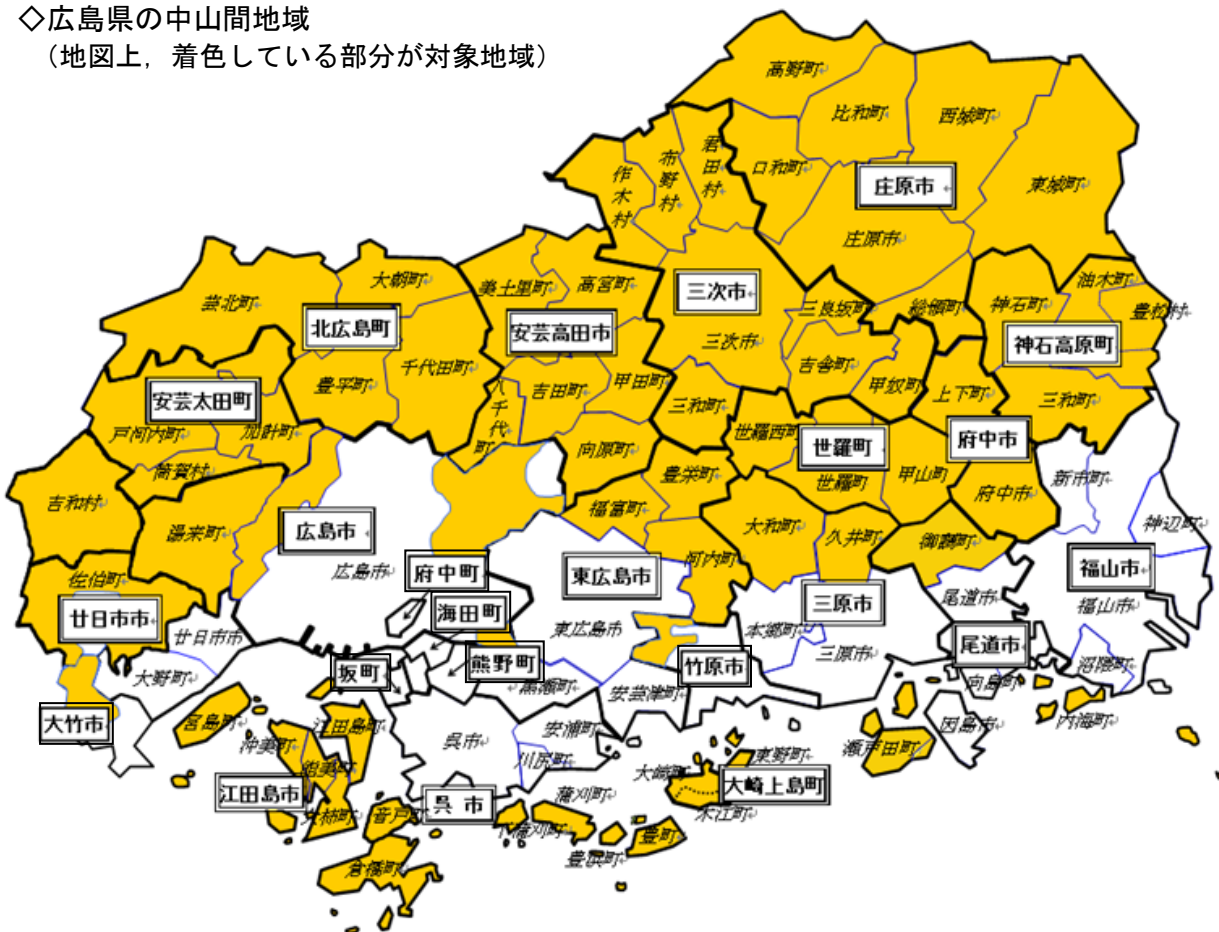 ◇広島県の中山間地域
（地図上，着色している部分が対象地域）
高野町
比和町
西城町
君田村
布野村
作木村
口和町
庄原市
東城町
庄原市
大朝町
美土里町
高宮町
三次市
芸北町
北広島町
安芸高田市
三良坂町
総領町
神石町
油木町
豊松村
三次市
神石高原町
千代田町
豊平町
八千代町
吉田町
甲田町
吉舎町
甲奴町
上下町
三和町
安芸太田町
三和町
戸河内町
加計町
世羅西町
世羅町
府中市
筒賀村
向原町
豊栄町
世羅町
甲山町
府中市
新市町
吉和村
湯来町
福富町
大和町
久井町
御調町
神辺町
広島市
広島市
府中町
東広島市
河内町
福山市
佐伯町
海田町
三原市
尾道市
福山市
廿日市市
廿日市市
東広島市
本郷町
三原市
尾道市
大野町
坂町
熊野町
黒瀬町
竹原市
安芸津町
向島町
沼隈町
大竹市
宮島町
沖美町
江田島町
能美町
呉市
安浦町
川尻町
因島市
内海町
瀬戸田町
大崎町
東野町
大崎上島町
木江町
江田島市
大柿町
音戸町
呉 市
下蒲刈町
蒲刈町
豊浜町
豊町
倉橋町